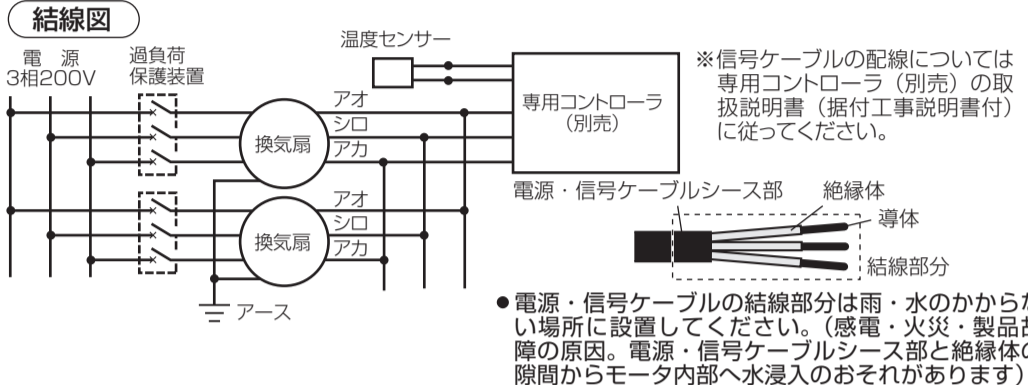 結線図
電 源
3相200V
過負荷
保護装置
温度センサー
アオ
シロ
アカ
換気扇
専用コントローラ
(別売)
※信号ケーブルの配線については
専用コントローラ(別売)の取
扱説明書(据付工事説明書付)
に従ってください。
アオ
シロ
アカ
換気扇
アース
電源・信号ケーブルシース部
絶縁体
導体
結線部分
●電源・信号ケーブルの結線部分は雨・水のかからな
い場所に設置してください。(感電・火災・製品故
障の原因。電源・信号ケーブルシース部と絶縁体の
隙間からモータ内部へ水浸入のおそれがあります)